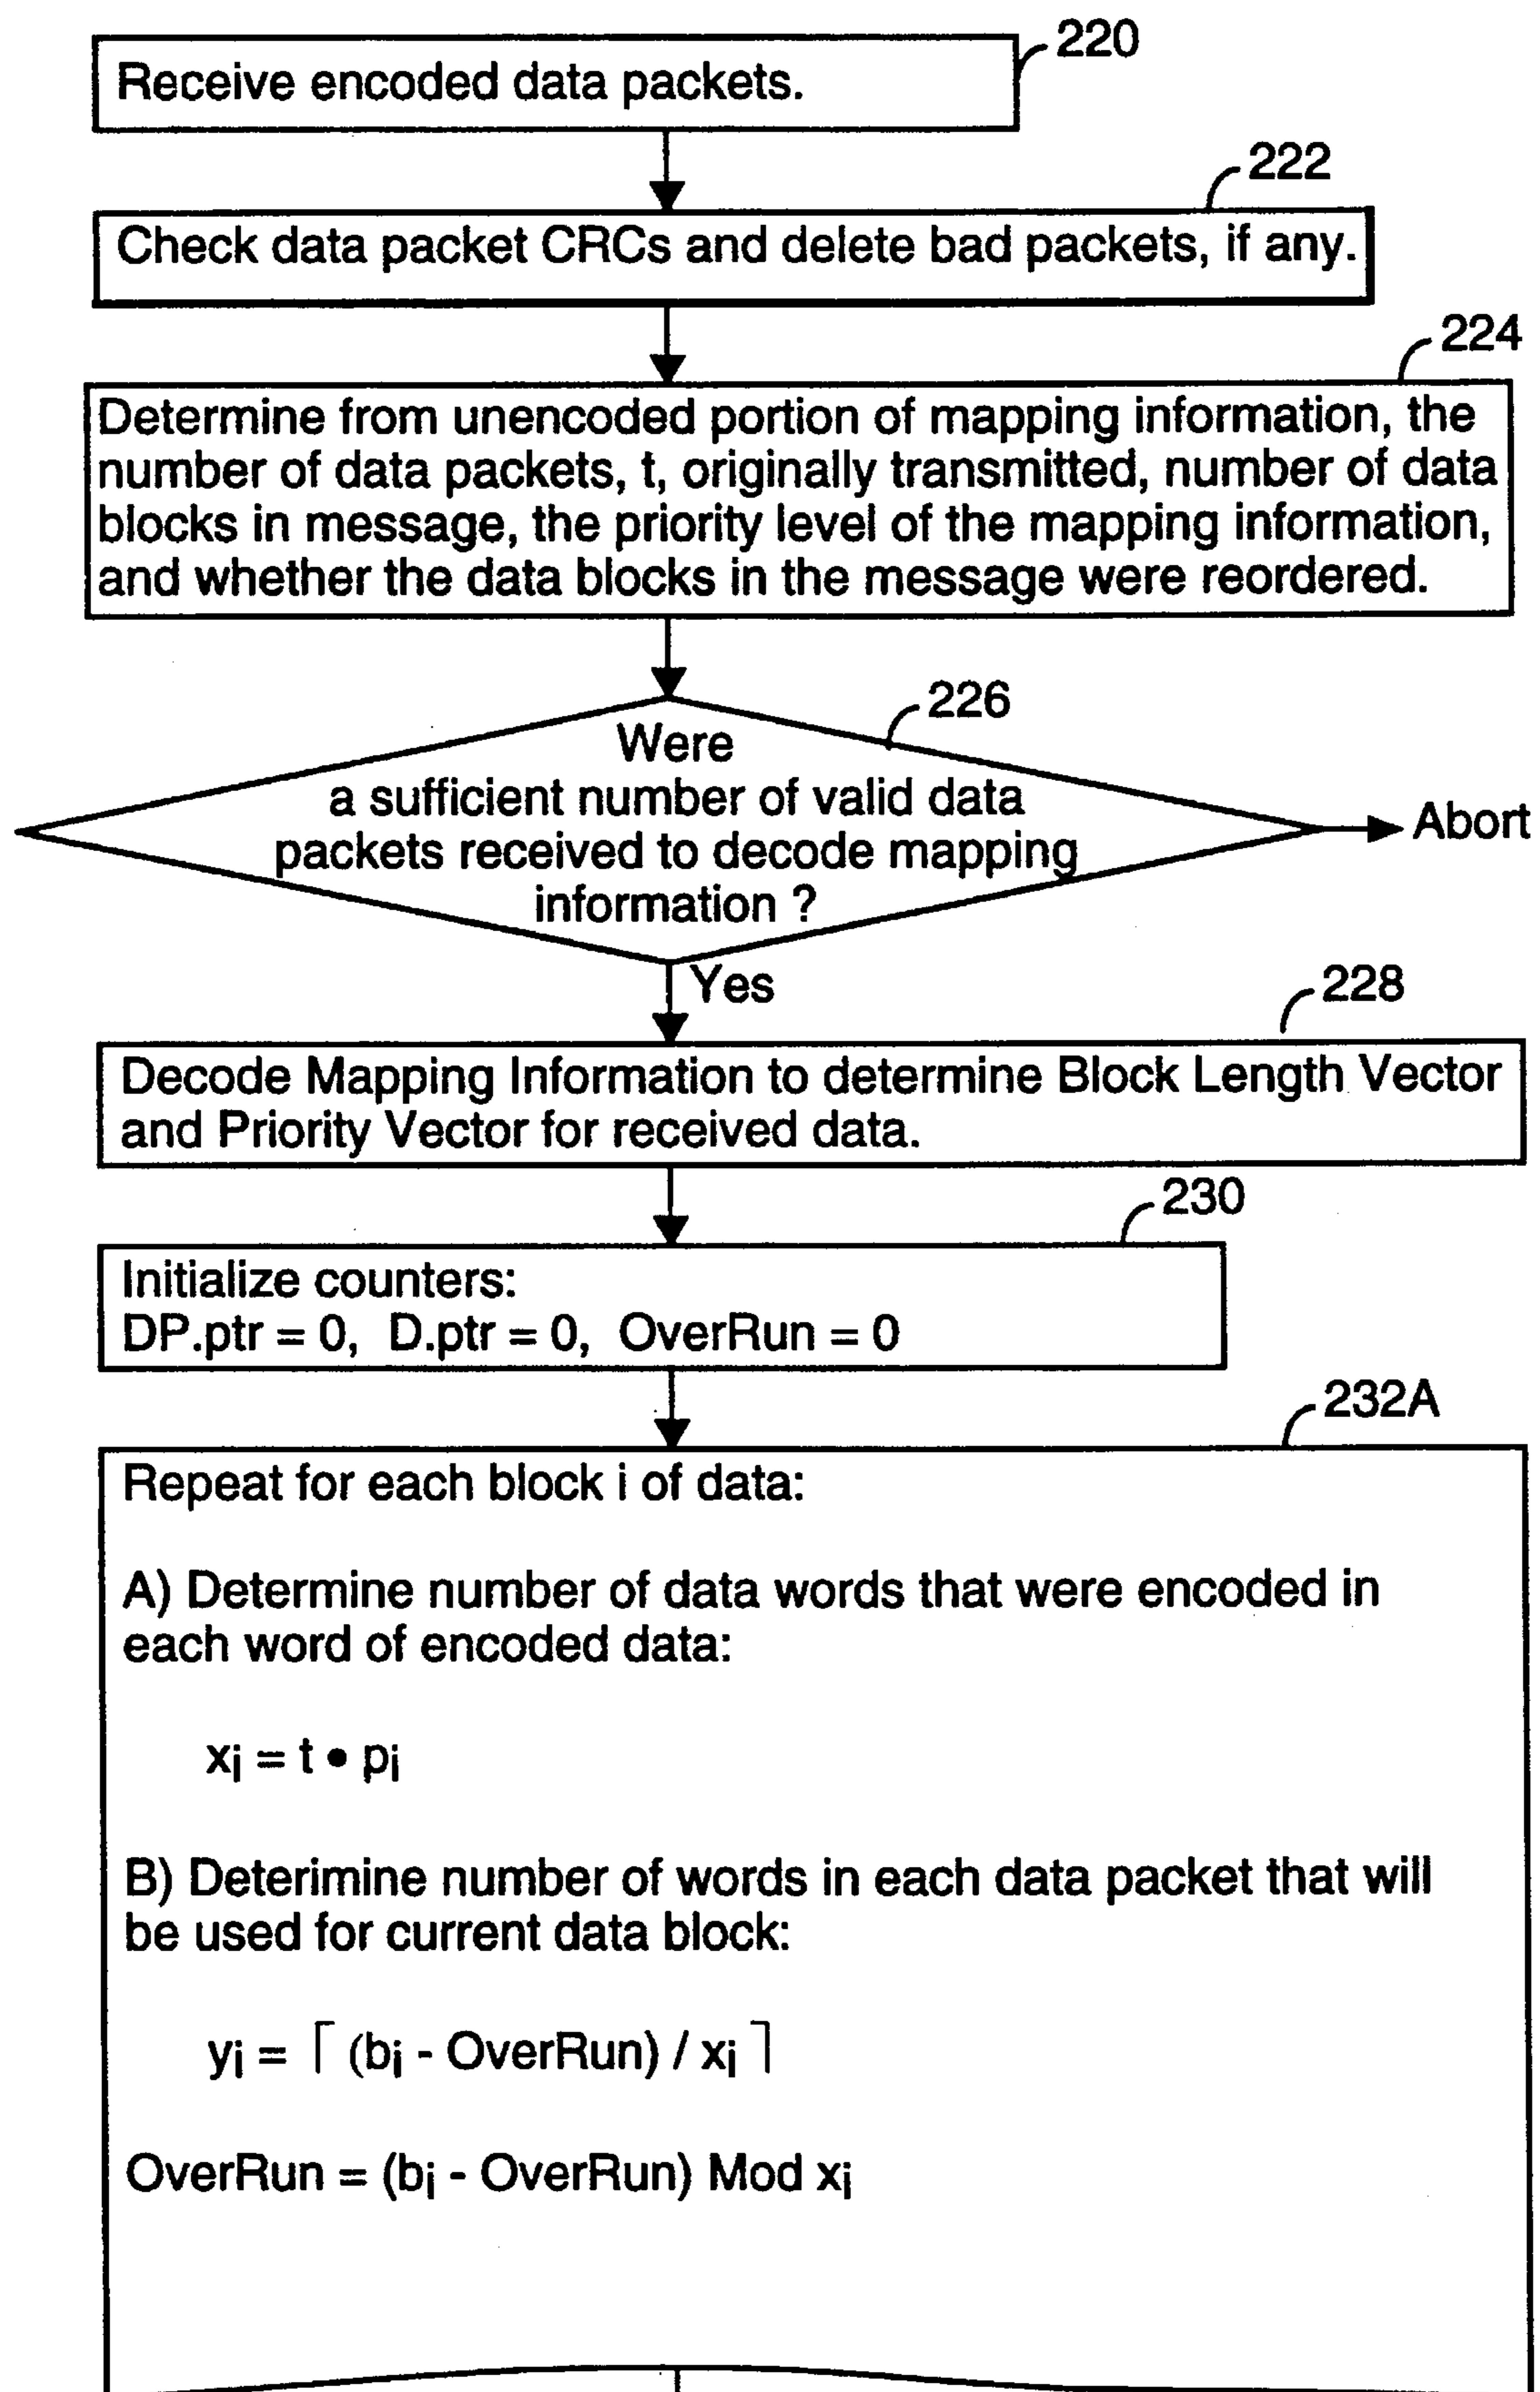 220
Receive encoded data packets.
222
Check data packet CRCs and delete bad packets, if any.
224
Determine from unencoded portion of mapping information, the
number of data packets, t, originally transmitted, number of data
blocks in message, the priority level of the mapping information,
and whether the data blocks in the message were reordered.
226
Were
a sufficient number of valid data
packets received to decode mapping
information ?
Abort
Yes
228
Decode Mapping Information to determine Block Length Vector
and Priority Vector for received data.
230
Initialize counters:
DP.ptr = 0, D.ptr = 0, OverRun = 0
232A
Repeat for each block i of data:
A) Determine number of data words that were encoded in
each word of encoded data:
xi = t • pi
B) Deterimine number of words in each data packet that will
be used for current data block:
yi = ⌈ (bi - OverRun) / xi ⌉
OverRun = (bi - OverRun) Mod xi